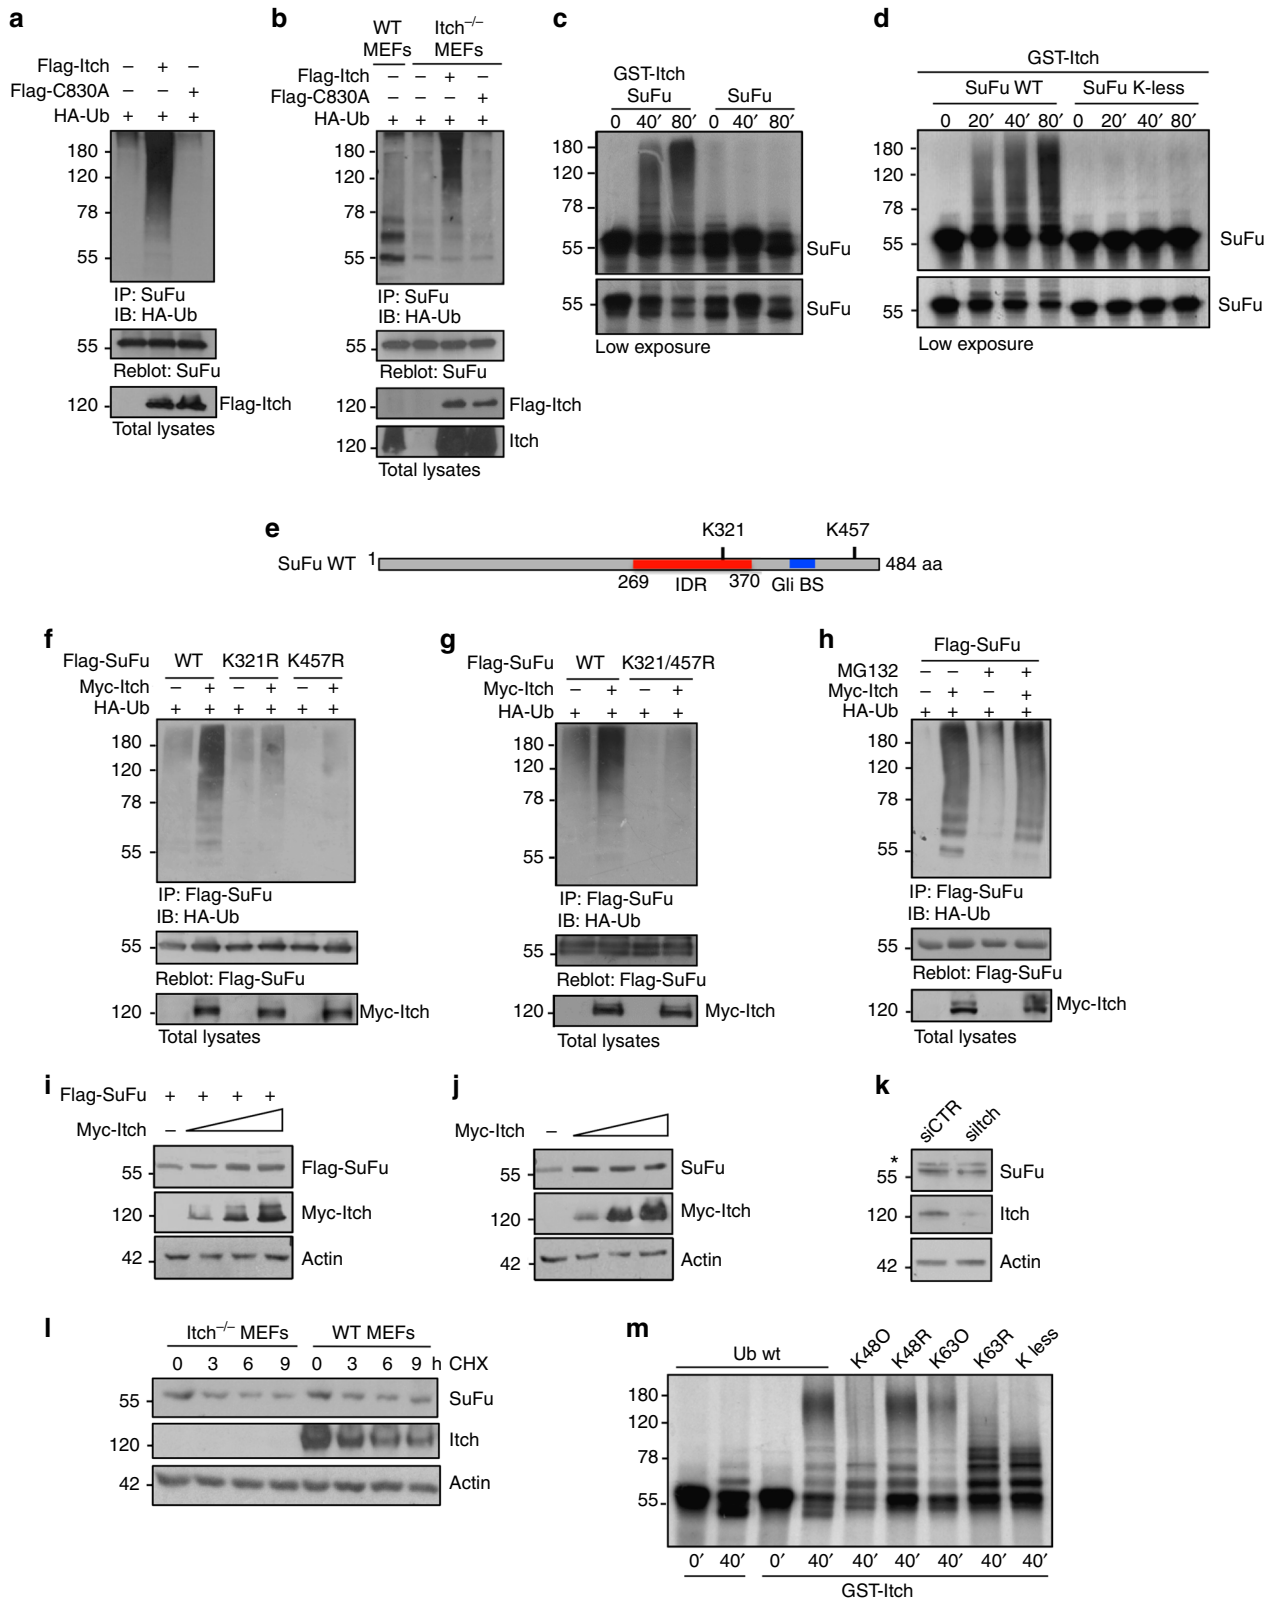 a
Flag-Itch – + –
Flag-C830A – – +
HA-Ub + + +
180
120
78
55
IP: SuFu
IB: HA-Ub
55
Reblot: SuFu
120 Flag-Itch
Total lysates
b
WT MEFs Itch–/– MEFs
Flag-Itch – – + –
Flag-C830A – – – +
HA-Ub + + + +
180
120
78
55
IP: SuFu
IB: HA-Ub
55
Reblot: SuFu
120 Flag-Itch
120 Itch
Total lysates
c
GST-Itch
SuFu SuFu
0 40′ 80′ 0 40′ 80′
180
120
78
55 SuFu
55 SuFu
Low exposure
d
GST-Itch
SuFu WT SuFu K-less
0 20′ 40′ 80′ 0 20′ 40′ 80′
180
120
78
55 SuFu
55 SuFu
Low exposure
e
K321 K457
SuFu WT 1 484 aa
269 IDR 370 Gli BS
f
Flag-SuFu WT K321R K457R
Myc-Itch – + – + – +
HA-Ub + + + + + +
180
120
78
55
IP: Flag-SuFu
IB: HA-Ub
55
Reblot: Flag-SuFu
120 Myc-Itch
Total lysates
g
Flag-SuFu WT K321/457R
Myc-Itch – + – +
HA-Ub + + + +
180
120
78
55
IP: Flag-SuFu
IB: HA-Ub
55
Reblot: Flag-SuFu
120 Myc-Itch
Total lysates
h
Flag-SuFu
MG132 – – + +
Myc-Itch – + – +
HA-Ub + + + +
180
120
78
55
IP: Flag-SuFu
IB: HA-Ub
55
Reblot: Flag-SuFu
120 Myc-Itch
Total lysates
i
Flag-SuFu + + + +
Myc-Itch –
55 Flag-SuFu
120 Myc-Itch
42 Actin
j
Myc-Itch –
55 SuFu
120 Myc-Itch
42 Actin
k
siCTR siItch
*
55 SuFu
120 Itch
42 Actin
l
Itch–/– MEFs WT MEFs
0 3 6 9 0 3 6 9 h CHX
55 SuFu
120 Itch
42 Actin
m
Ub wt K48O K48R K63O K63R K less
180
120
78
55
0′ 40′ 0′ 40′ 40′ 40′ 40′ 40′ 40′
GST-Itch